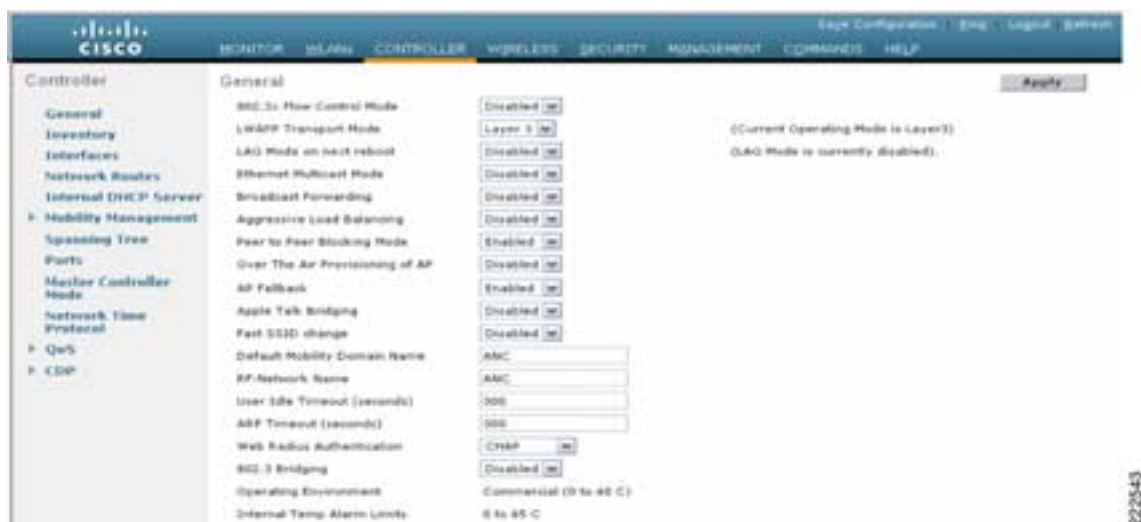 Save Configuration Ping Logout Refresh
CISCO
MONITOR WLANs CONTROLLER WIRELESS SECURITY MANAGEMENT COMMANDS HELP
Controller
General
Inventory
Interfaces
Network Routes
Internal DHCP Server
Mobility Management
Spanning Tree
Ports
Master Controller
Mode
Network Time
Protocol
QoS
CDP
General
Apply
802.3x Flow Control Mode Disabled
LWAPP Transport Mode Layer 3 (Current Operating Mode is Layer3)
LAG Mode on next reboot Disabled (LAG Mode is currently disabled).
Ethernet Multicast Mode Disabled
Broadcast Forwarding Disabled
Aggressive Load Balancing Disabled
Peer to Peer Blocking Mode Enabled
Over The Air Provisioning of AP Disabled
AP Fallback Enabled
Apple Talk Bridging Disabled
Fast SSID change Disabled
Default Mobility Domain Name
RF-Network Name
User Idle Timeout (seconds)
ARP Timeout (seconds)
Web Radius Authentication CHAP
802.3 Bridging Disabled
Operating Environment Commercial (0 to 40 C)
Internal Temp Alarm Limits 0 to 65 C
222543